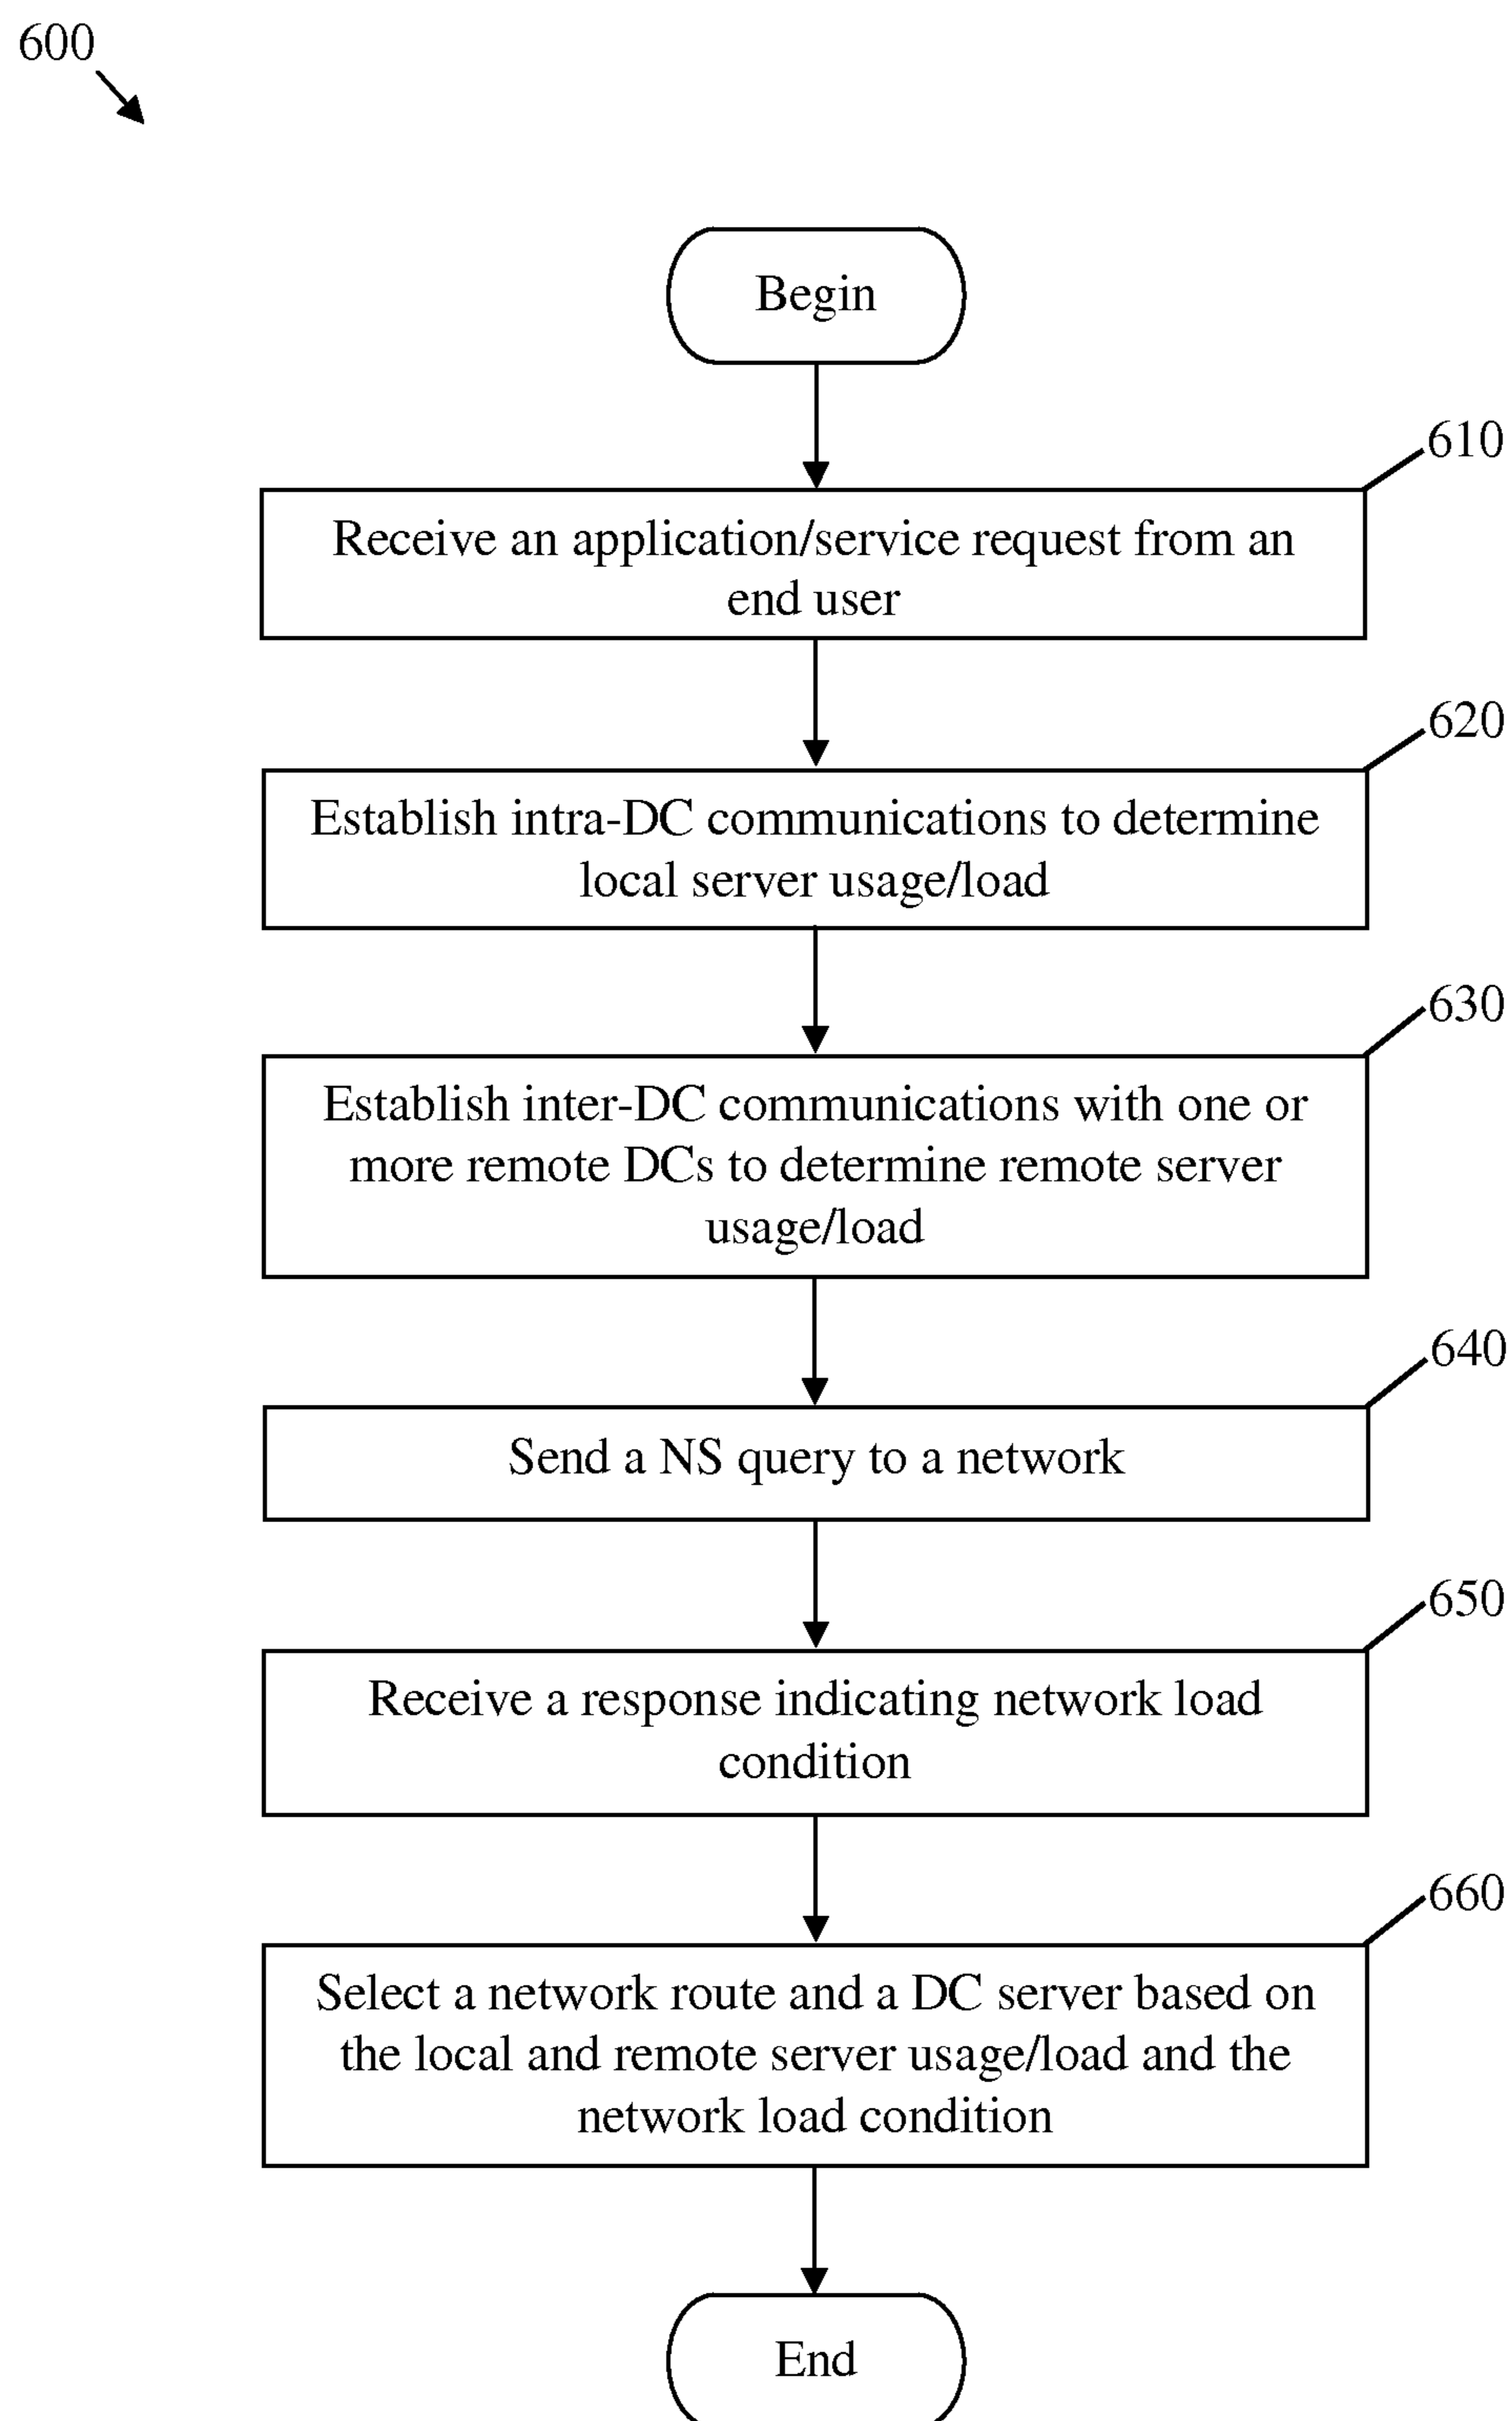 600
Begin
610
Receive an application/service request from an
end user
620
Establish intra-DC communications to determine
local server usage/load
630
Establish inter-DC communications with one or
more remote DCs to determine remote server
usage/load
640
Send a NS query to a network
650
Receive a response indicating network load
condition
660
Select a network route and a DC server based on
the local and remote server usage/load and the
network load condition
End